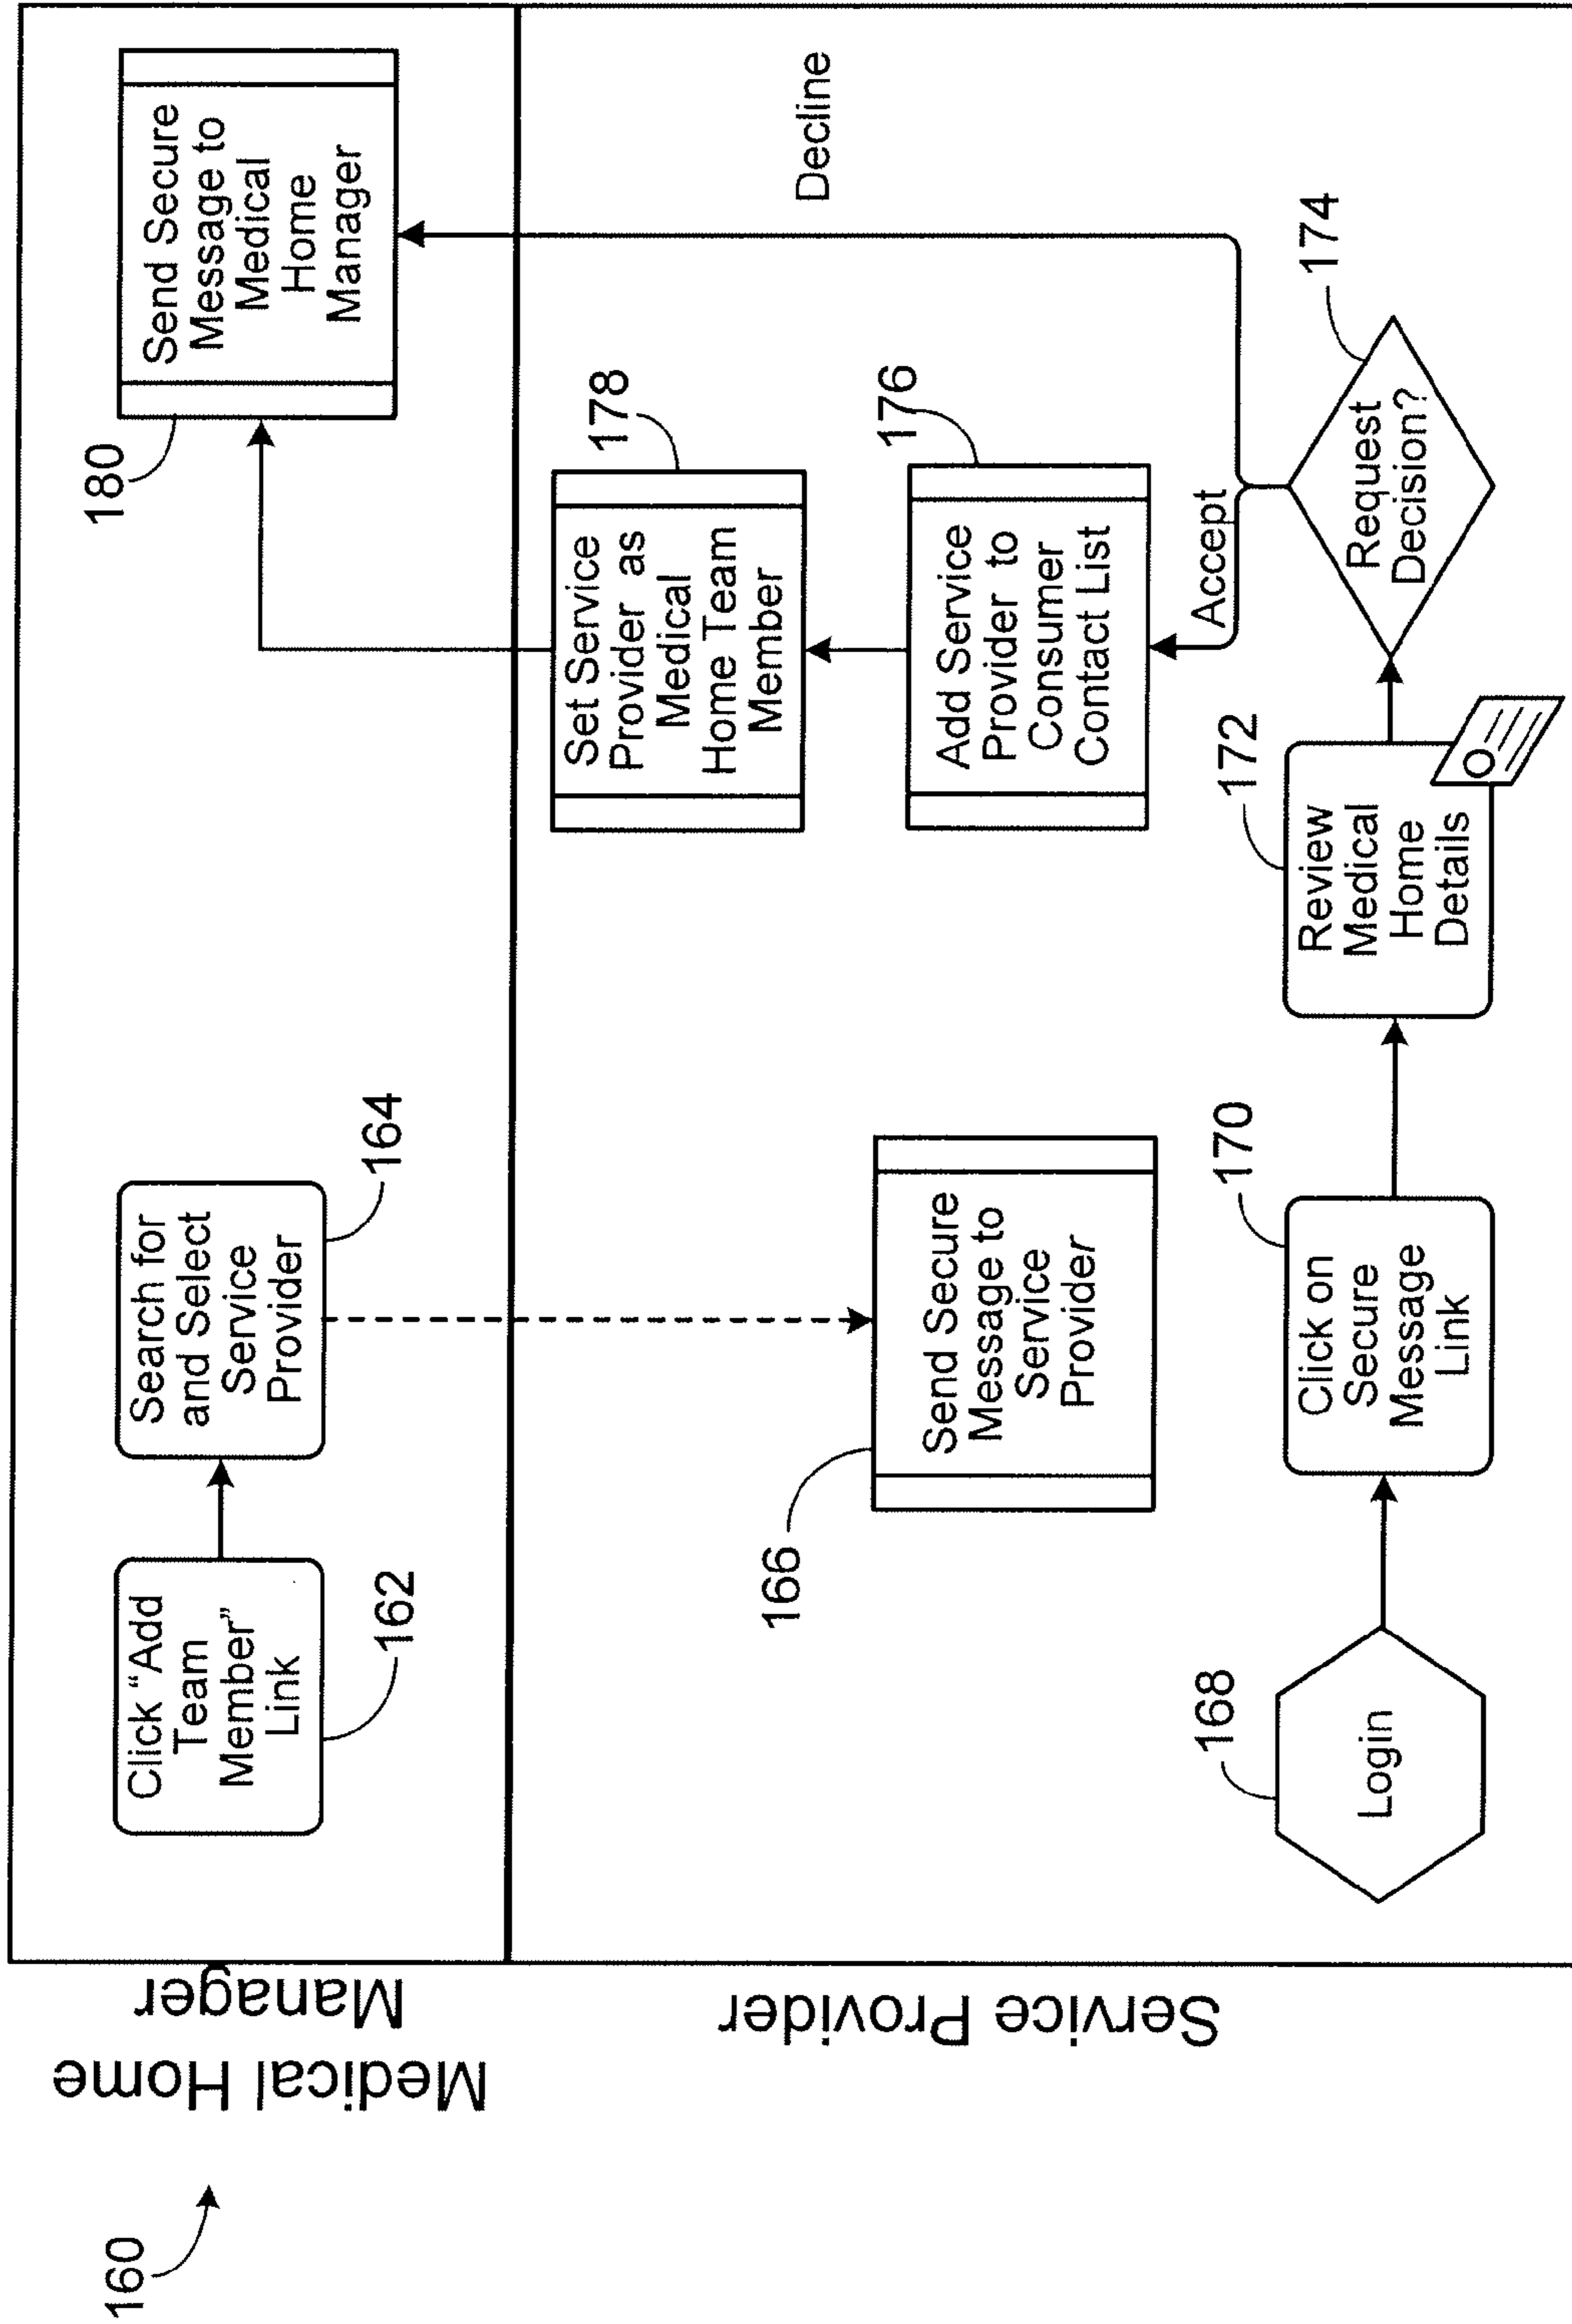 160
Medical Home
Manager
Click “Add
Team
Member”
Link
162
Search for
and Select
Service
Provider
164
180
Send Secure
Message to
Medical
Home
Manager
Service Provider
166
Send Secure
Message to
Service
Provider
Set Service
Provider as
Medical
Home Team
Member
178
Add Service
Provider to
Consumer
Contact List
176
Decline
Accept
168
Login
170
Click on
Secure
Message
Link
172
Review
Medical
Home
Details
174
Request
Decision?